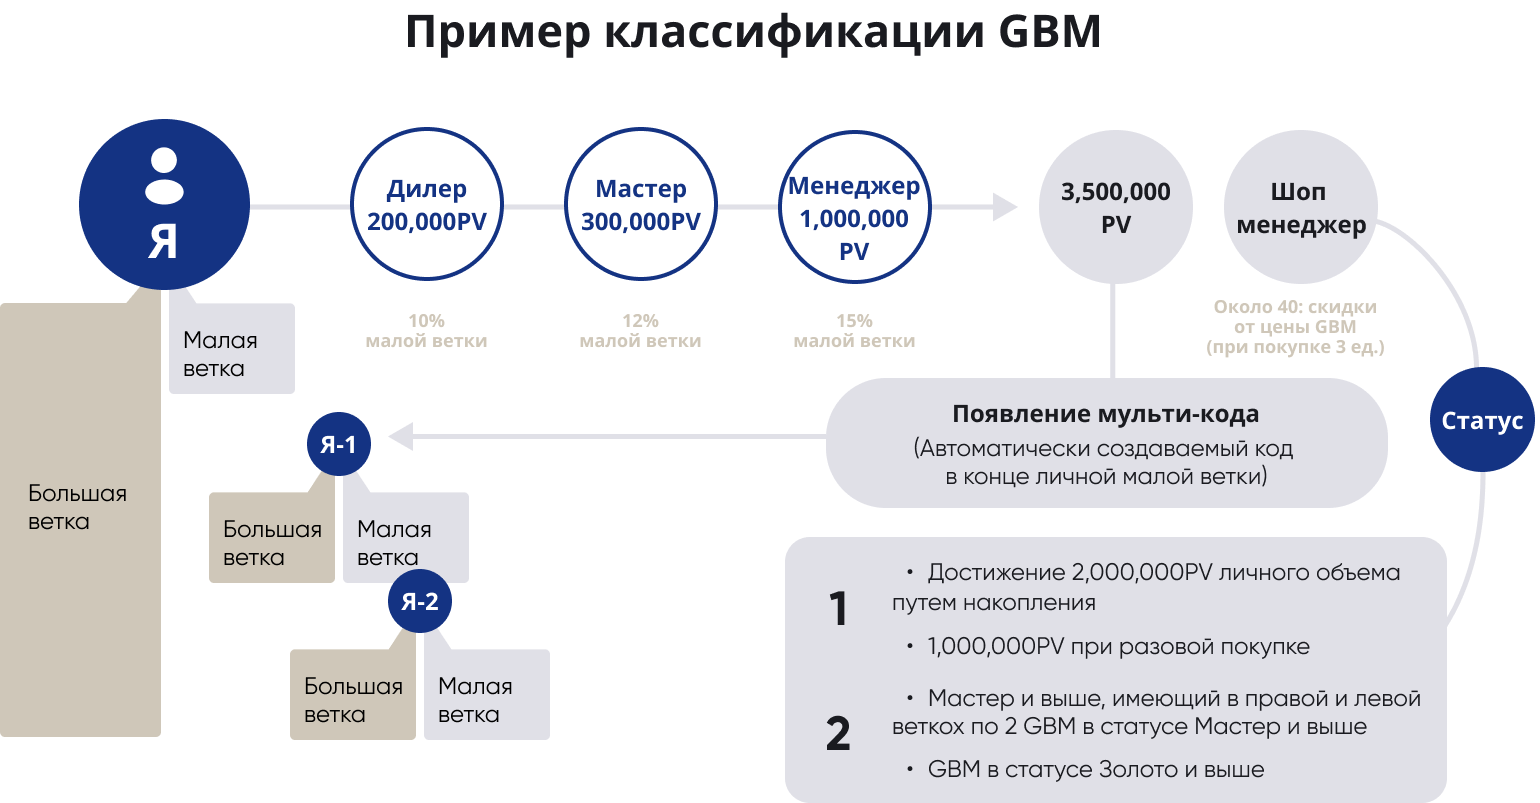 Пример классификации GBM
Я
Дилер
200,000PV
Мастер
300,000PV
Менеджер
1,000,000
PV
3,500,000
PV
Шоп
менеджер
10%
малой ветки
12%
малой ветки
15%
малой ветки
Около 40: скидки
от цены GBM
(при покупке 3 ед.)
Малая
ветка
Большая
ветка
Статус
Появление мульти-кода
(Автоматически создаваемый код
в конце личной малой ветки)
Я-1
Большая
ветка
Малая
ветка
Я-2
Большая
ветка
Малая
ветка
1
• Достижение 2,000,000PV личного объема
путем накопления
• 1,000,000PV при разовой покупке
2
• Мастер и выше, имеющий в правой и левой
веткох по 2 GBM в статусе Мастер и выше
• GBM в статусе Золото и выше